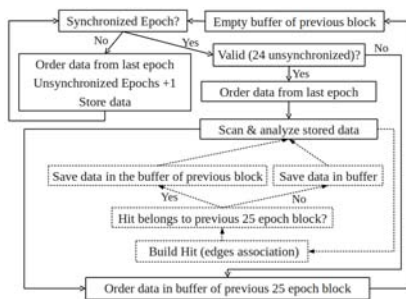 Synchronized Epoch?
Empty buffer of previous block
No
Yes
Valid (24 unsynchronized)?
No
Order data from last epoch
Unsynchronized Epochs +1
Store data
Yes
Order data from last epoch
Scan & analyze stored data
Save data in the buffer of previous block
Save data in buffer
Yes
No
Hit belongs to previous 25 epoch block?
Build Hit (edges association)
Order data in buffer of previous 25 epoch block